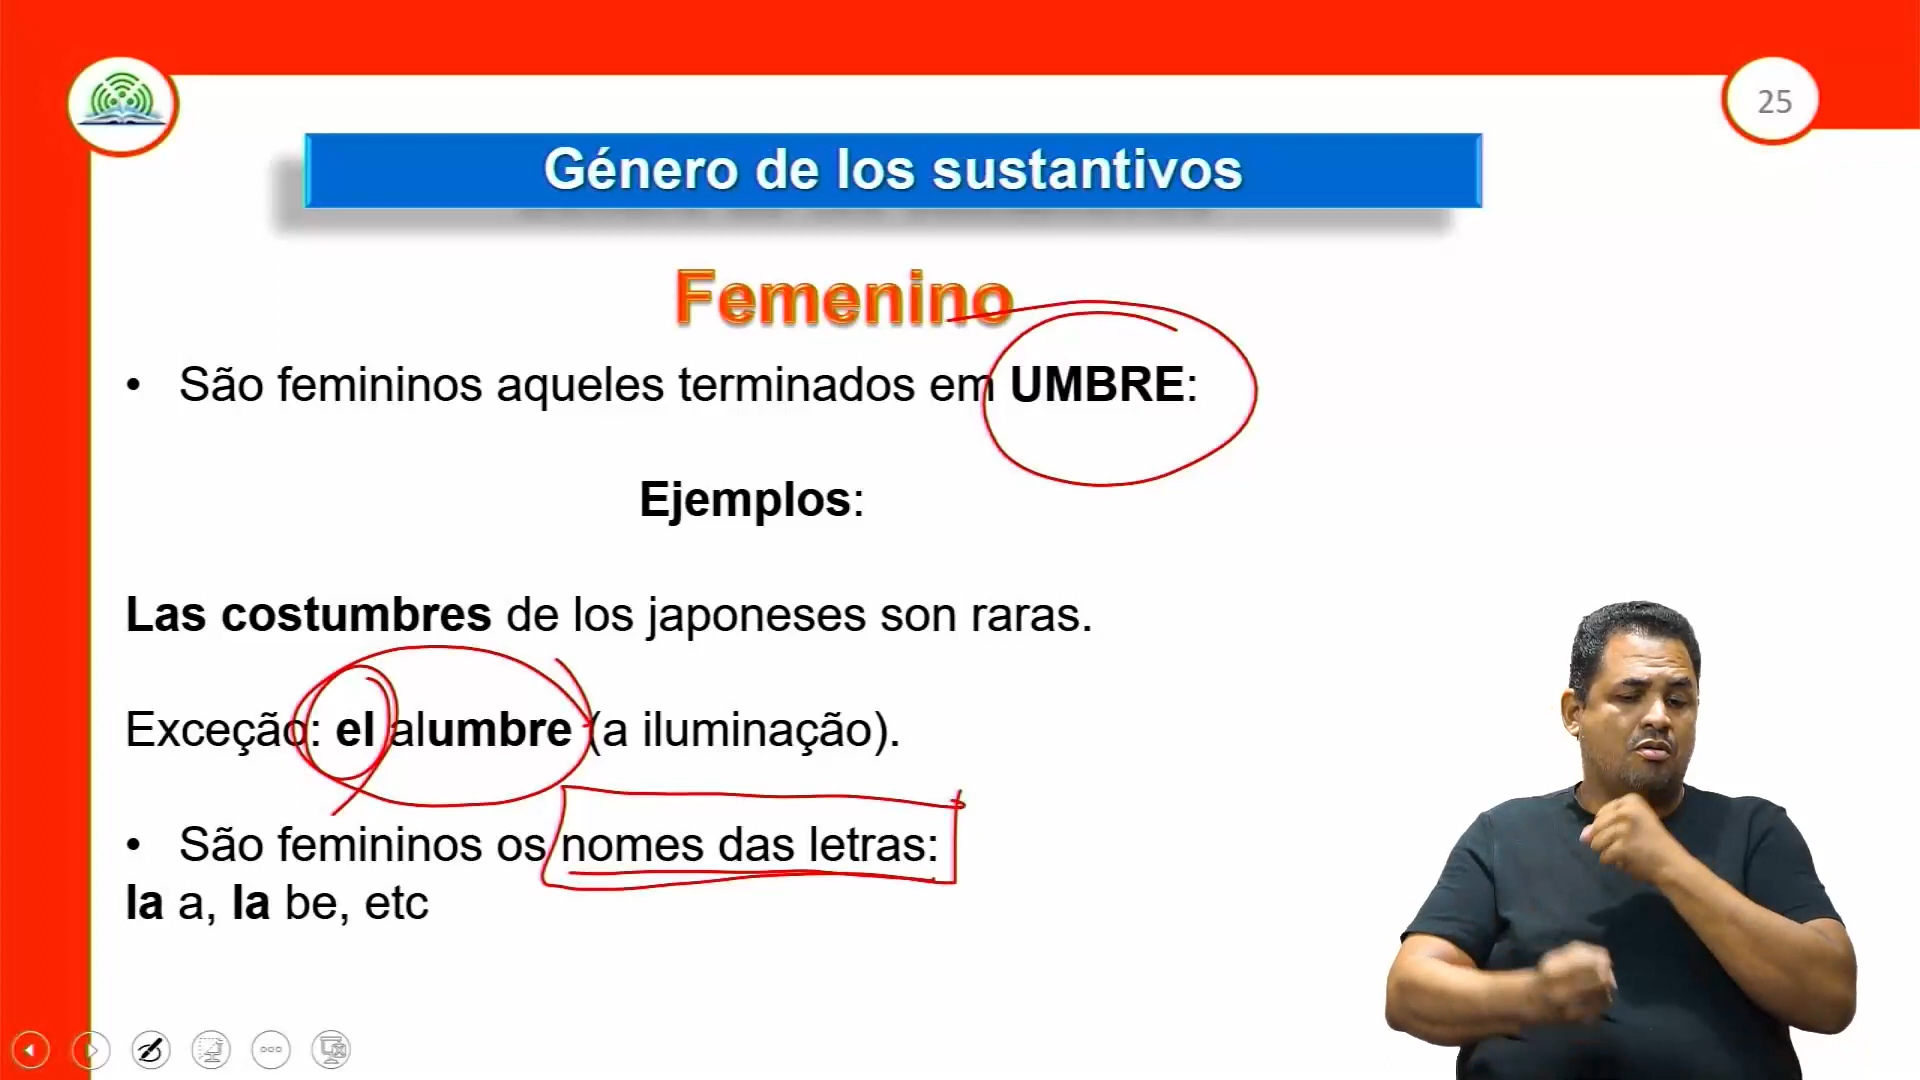 25
Género de los sustantivos
Femenino
• São femininos aqueles terminados em UMBRE:
Ejemplos:
Las costumbres de los japoneses son raras.
Exceção: el alumbre (a iluminação).
• São femininos os nomes das letras:
la a, la be, etc